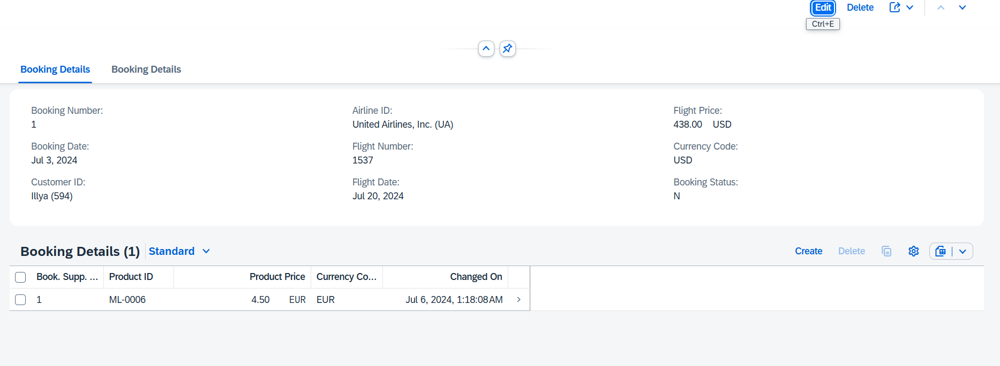 Edit Delete
Ctrl+E
Booking Details Booking Details
Booking Number:
1
Booking Date:
Jul 3, 2024
Customer ID:
Illya (594)
Airline ID:
United Airlines, Inc. (UA)
Flight Number:
1537
Flight Date:
Jul 20, 2024
Flight Price:
438.00 USD
Currency Code:
USD
Booking Status:
N
Booking Details (1) Standard Create Delete
Book. Supp. ... Product ID Product Price Currency Co... Changed On
1 ML-0006 4.50 EUR EUR Jul 6, 2024, 1:18:08 AM